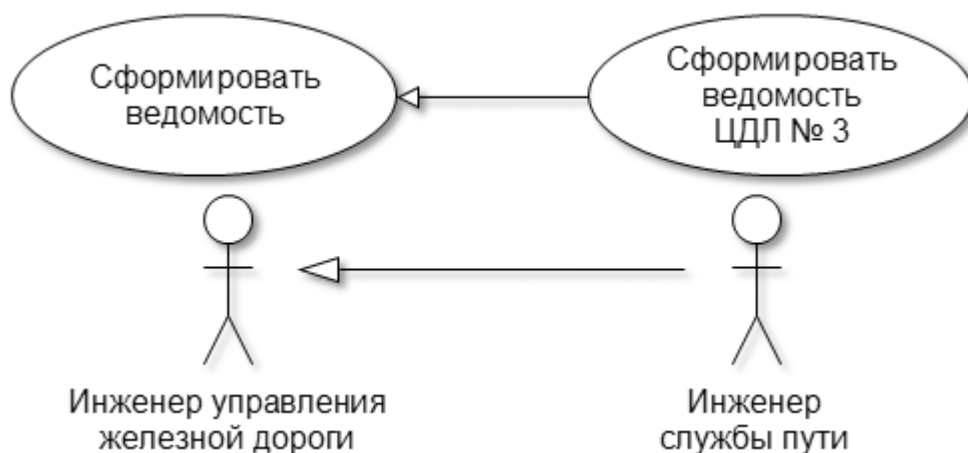 Сформировать
ведомость
Сформировать
ведомость
ЦДЛ № 3
Инженер управления
железной дороги
Инженер
службы пути